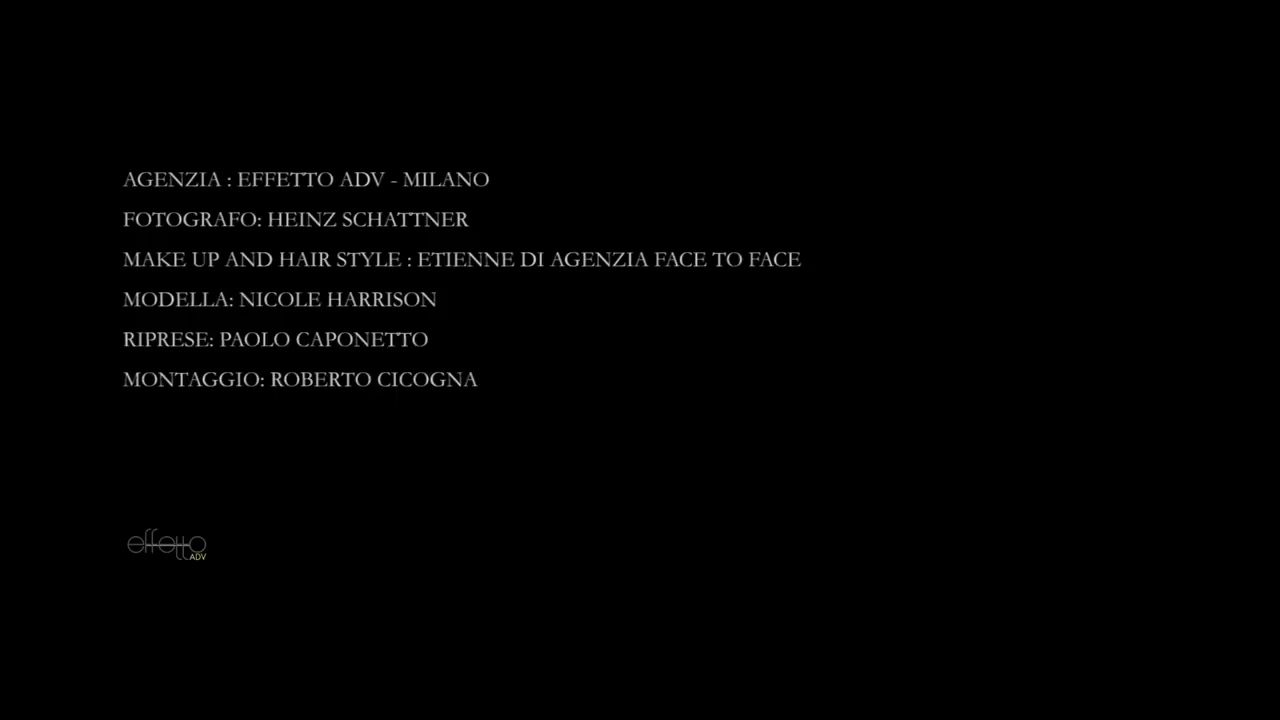 AGENZIA : EFFETTO ADV - MILANO
FOTOGRAFO: HEINZ SCHATTNER
MAKE UP AND HAIR STYLE : ETIENNE DI AGENZIA FACE TO FACE
MODELLA: NICOLE HARRISON
RIPRESE: PAOLO CAPONETTO
MONTAGGIO: ROBERTO CICOGNA
effetto
ADV